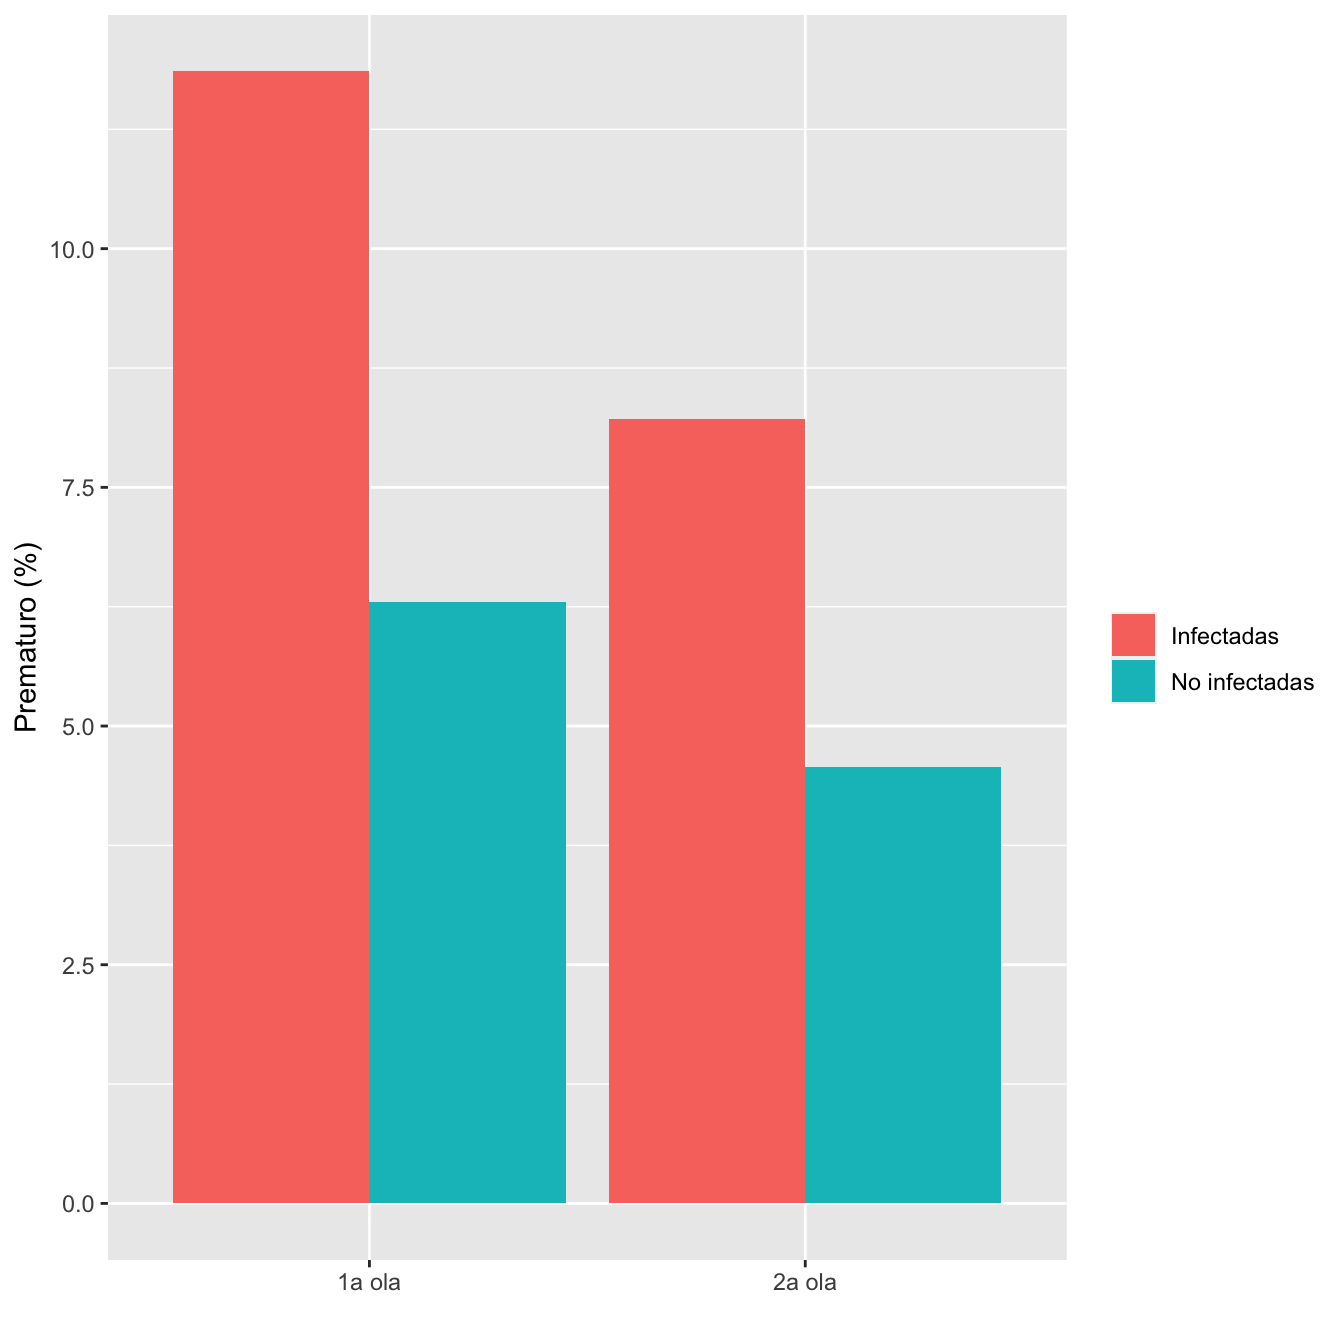 Prematuro (%)
10.0
7.5
5.0
2.5
0.0
1a ola
2a ola
Infectadas
No infectadas